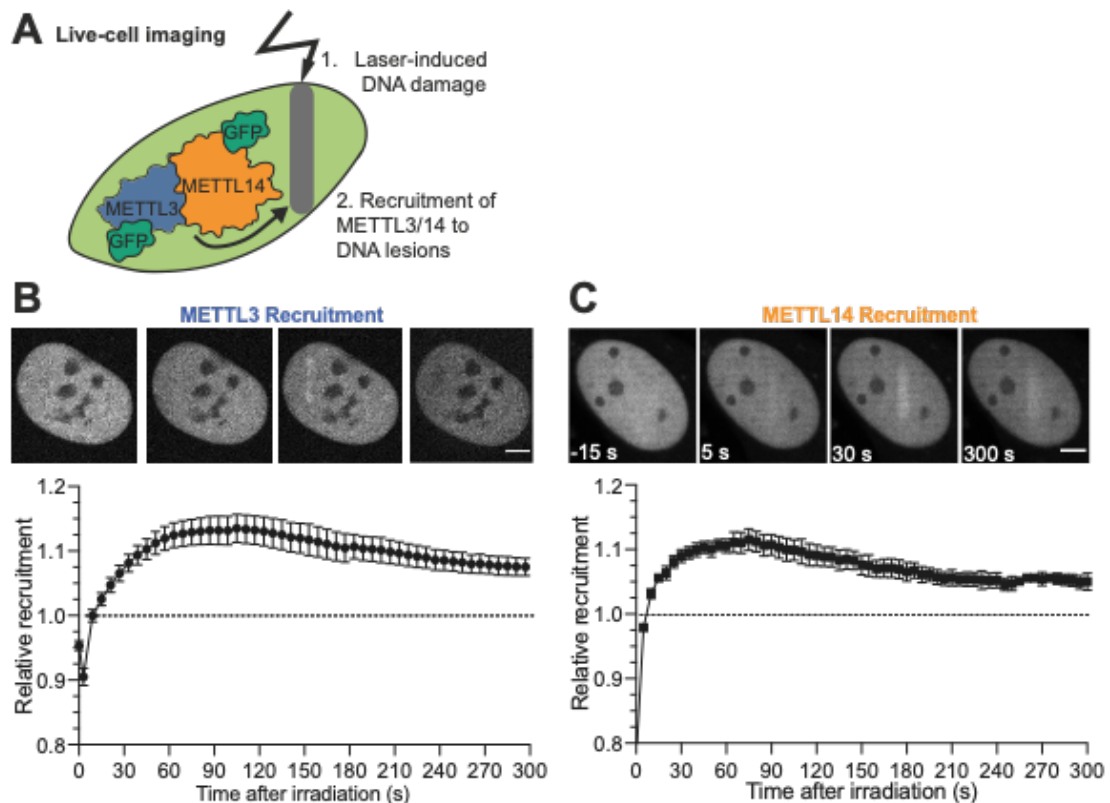 A Live-cell imaging
1. Laser-induced
DNA damage
GFP
METTL14
METTL3
GFP
2. Recruitment of
METTL3/14 to
DNA lesions
B
METTL3 Recruitment
1.2
1.1
1.0
0.9
0.8
Relative recruitment
0 30 60 90 120 150 180 210 240 270 300
Time after irradiation (s)
C
METTL14 Recruitment
-15 s 5 s 30 s 300 s
1.2
1.1
1.0
0.9
0.8
Relative recruitment
0 30 60 90 120 150 180 210 240 270 300
Time after irradiation (s)